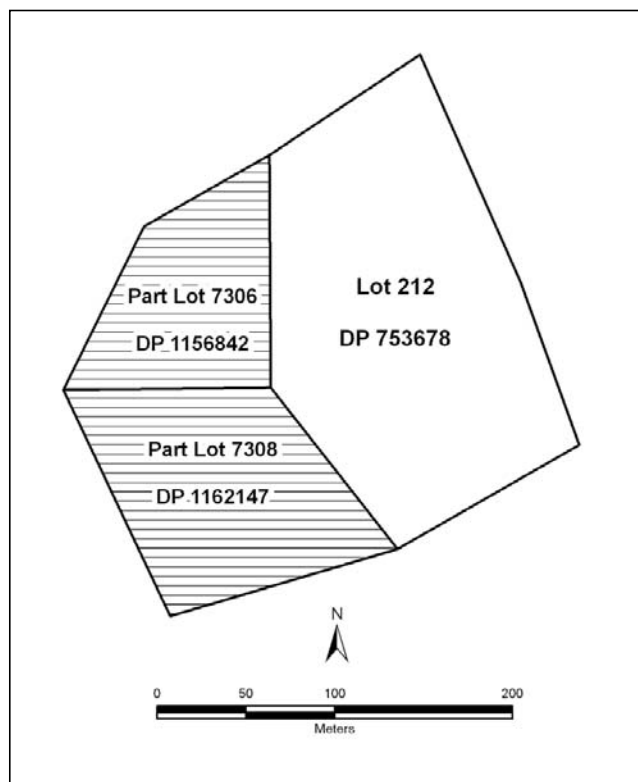 Part Lot 7306
DP 1156842
Lot 212
DP 753678
Part Lot 7308
DP 1162147
N
0 50 100 200
Meters